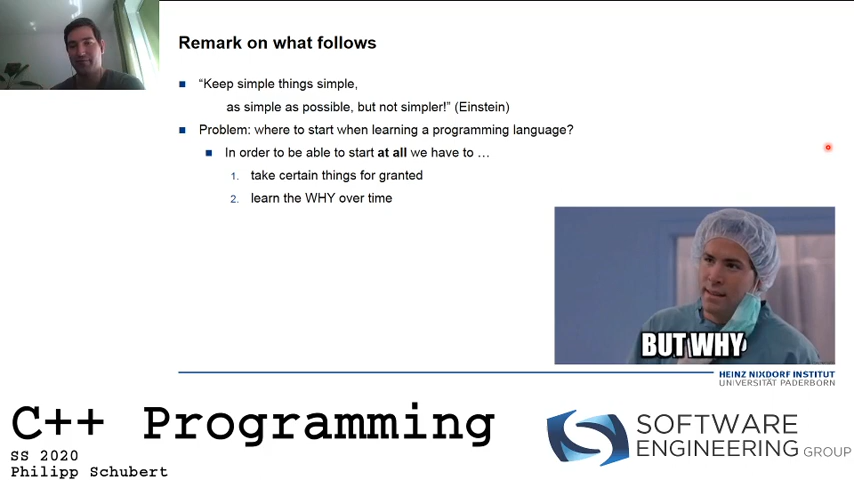 Remark on what follows
“Keep simple things simple,
as simple as possible, but not simpler!” (Einstein)
Problem: where to start when learning a programming language?
In order to be able to start at all we have to …
1. take certain things for granted
2. learn the WHY over time
BUT WHY
HEINZ NIXDORF INSTITUT
UNIVERSITÄT PADERBORN
C++ Programming
SS 2020
Philipp Schubert
SOFTWARE
ENGINEERING GROUP